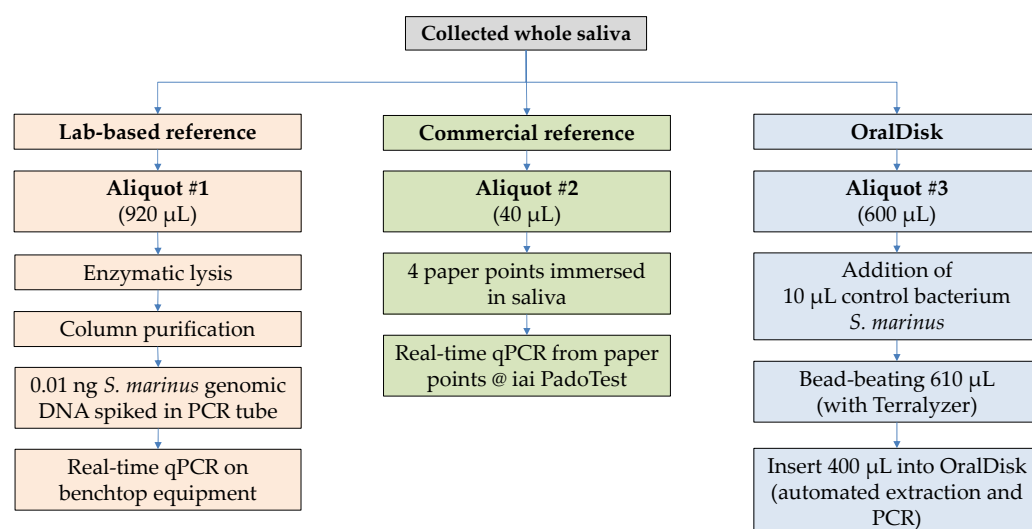 Collected whole saliva
Lab-based reference
Aliquot #1
(920 µL)
Enzymatic lysis
Column purification
0.01 ng S. marinus genomic
DNA spiked in PCR tube
Real-time qPCR on
benchtop equipment
Commercial reference
Aliquot #2
(40 µL)
4 paper points immersed
in saliva
Real-time qPCR from paper
points @ iai PadoTest
OralDisk
Aliquot #3
(600 µL)
Addition of
10 µL control bacterium
S. marinus
Bead-beating 610 µL
(with Terralyzer)
Insert 400 µL into OralDisk
(automated extraction and
PCR)